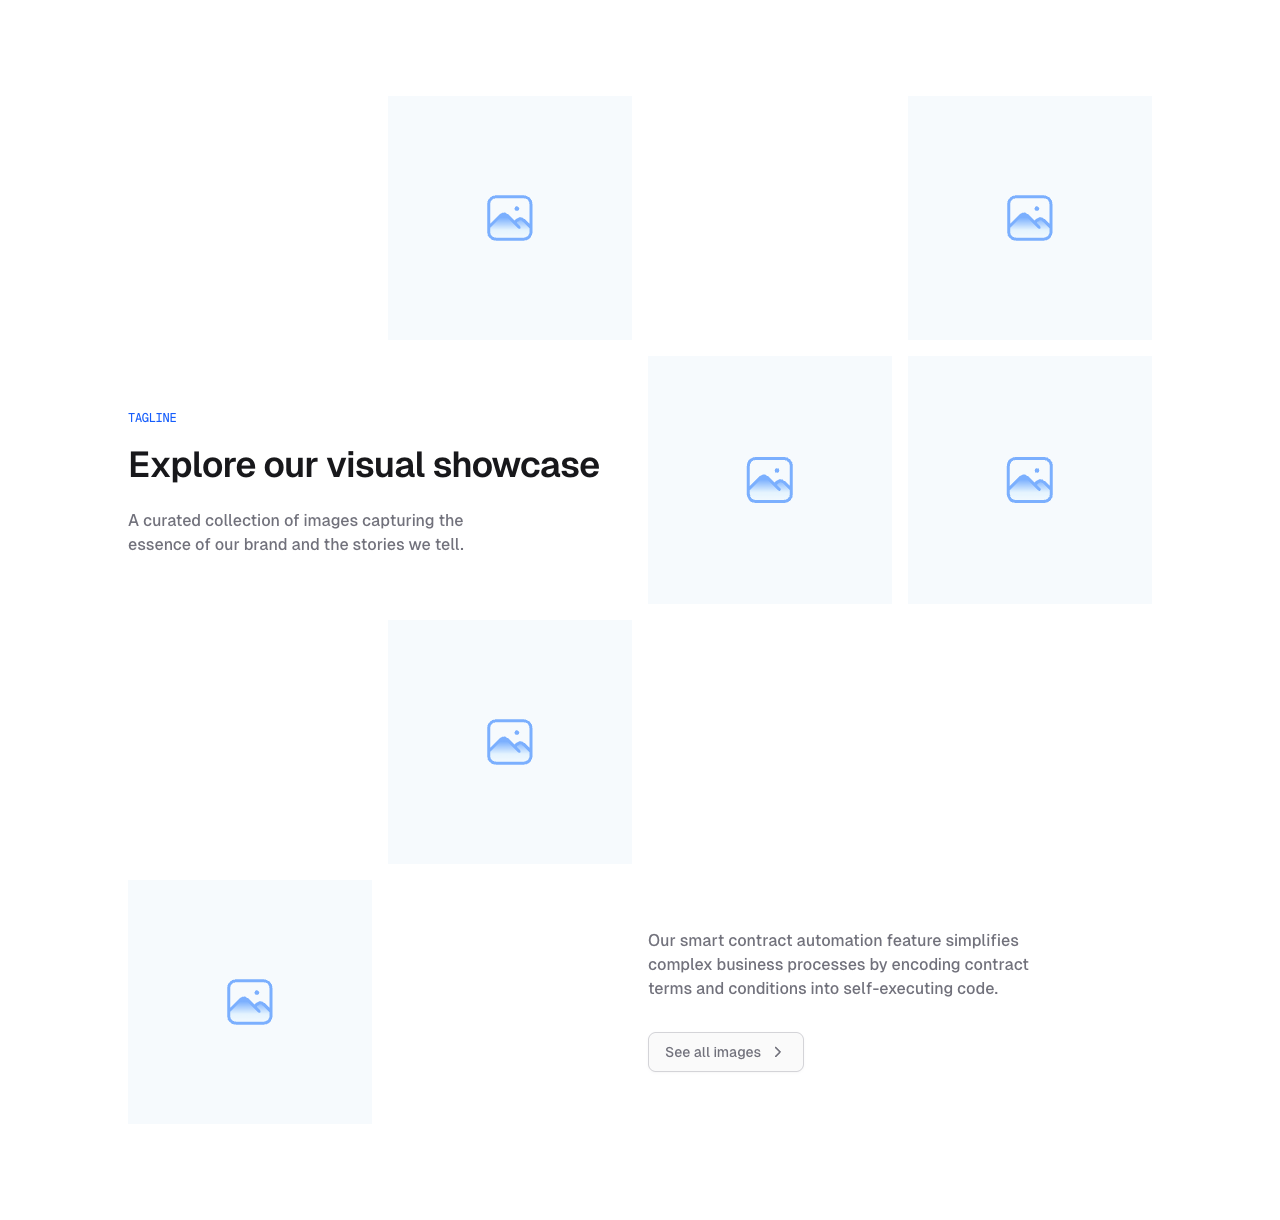 TAGLINE
Explore our visual showcase
A curated collection of images capturing the
essence of our brand and the stories we tell.
Our smart contract automation feature simplifies
complex business processes by encoding contract
terms and conditions into self-executing code.
See all images